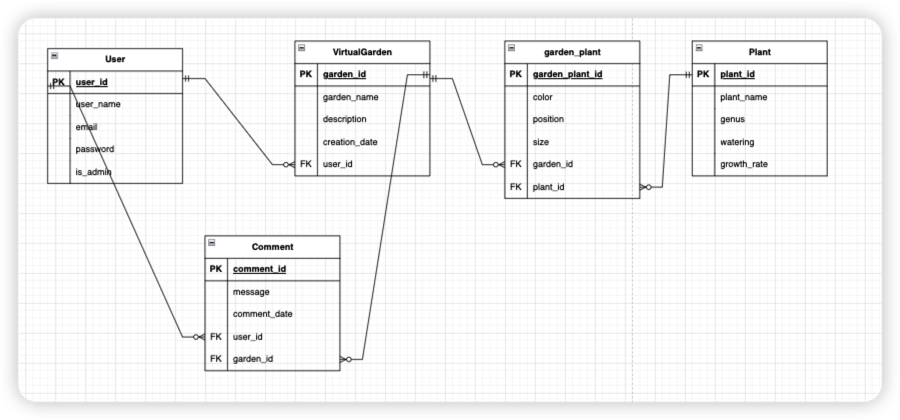 User
PK user_id
user_name
email
password
is_admin
VirtualGarden
PK garden_id
garden_name
description
creation_date
FK user_id
garden_plant
PK garden_plant_id
color
position
size
FK garden_id
FK plant_id
Plant
PK plant_id
plant_name
genus
watering
growth_rate
Comment
PK comment_id
message
comment_date
FK user_id
FK garden_id